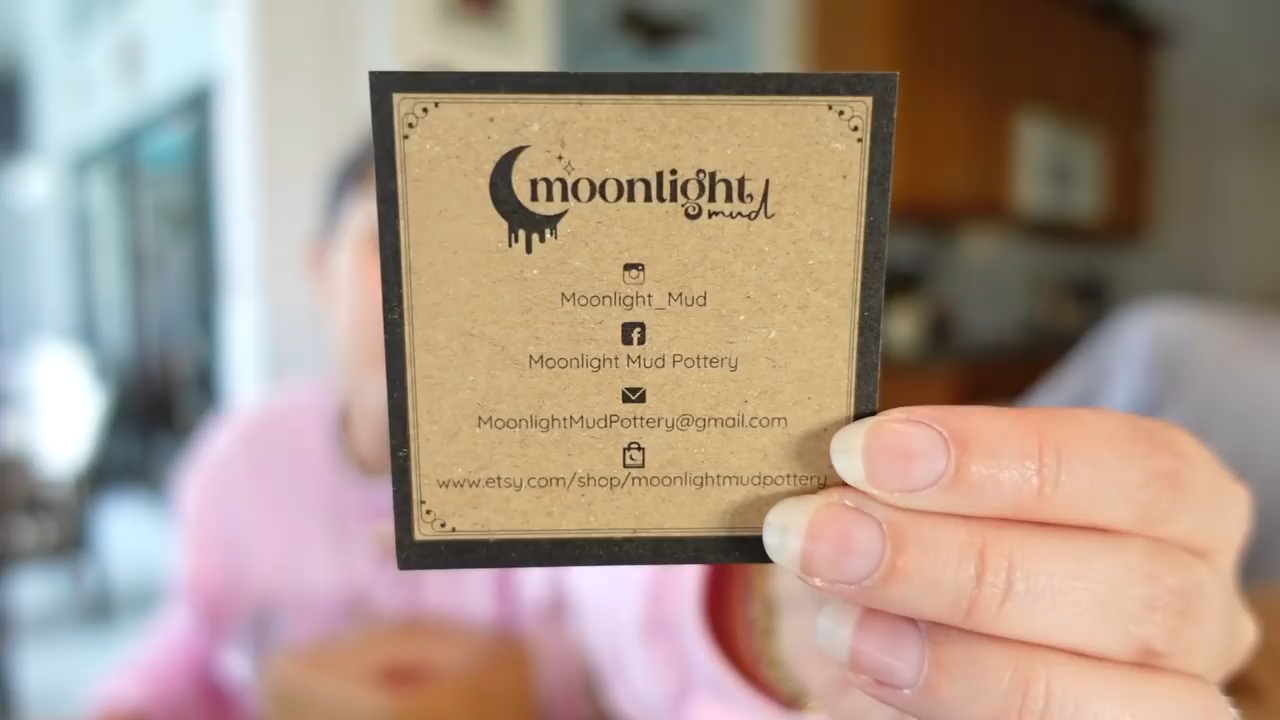 moonlight
mud
Moonlight_Mud
Moonlight Mud Pottery
MoonlightMudPottery@gmail.com
www.etsy.com/shop/moonlightmudpottery